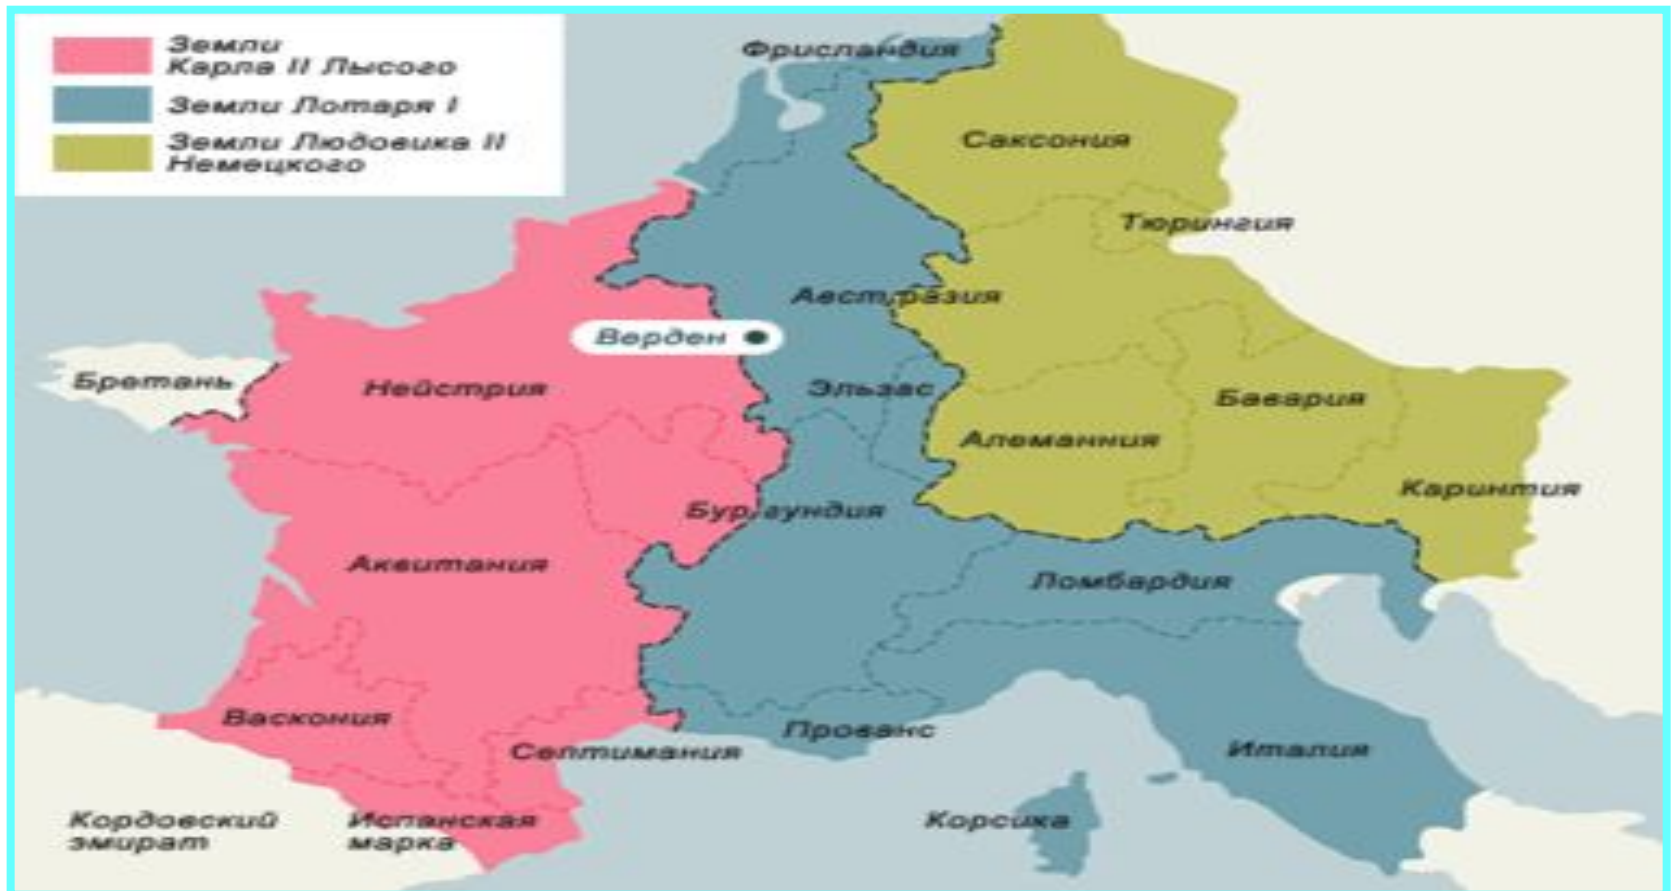 Земли
Карла II Лысого
Земли Лотаря I
Земли Людовика II
Немецкого
Фрисландия
Саксония
Тюрингия
Австразия
Верден
Бретань
Нейстрия
Эльзас
Бавария
Алеманния
Каринтия
Бургундия
Аквитания
Ломбардия
Васкония
Септимания
Прованс
Италия
Кордовский
эмират
Испанская
марка
Корсика